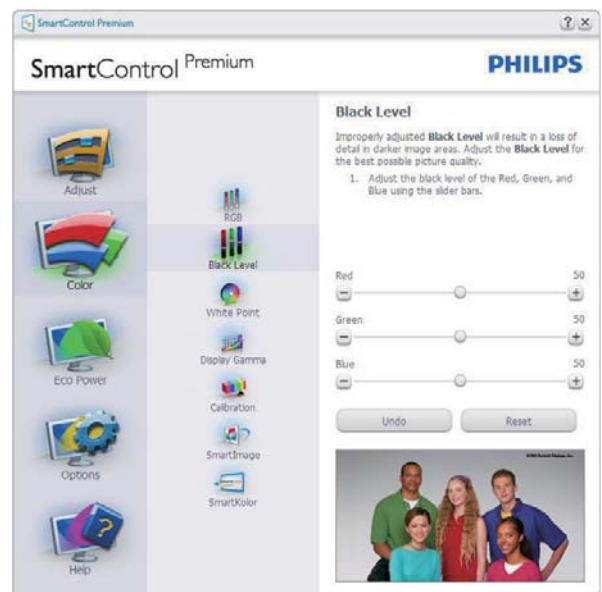 SmartControl Premium
SmartControl Premium
PHILIPS
Adjust
Color
Eco Power
Options
Help
RGB
Black Level
White Point
Display Gamma
Calibration
SmartImage
SmartKolor
Black Level
Improperly adjusted Black Level will result in a loss of
detail in darker image areas. Adjust the Black Level for
the best possible picture quality.
1. Adjust the black level of the Red, Green, and
Blue using the slider bars.
Red 50
Green 50
Blue 50
Undo Reset